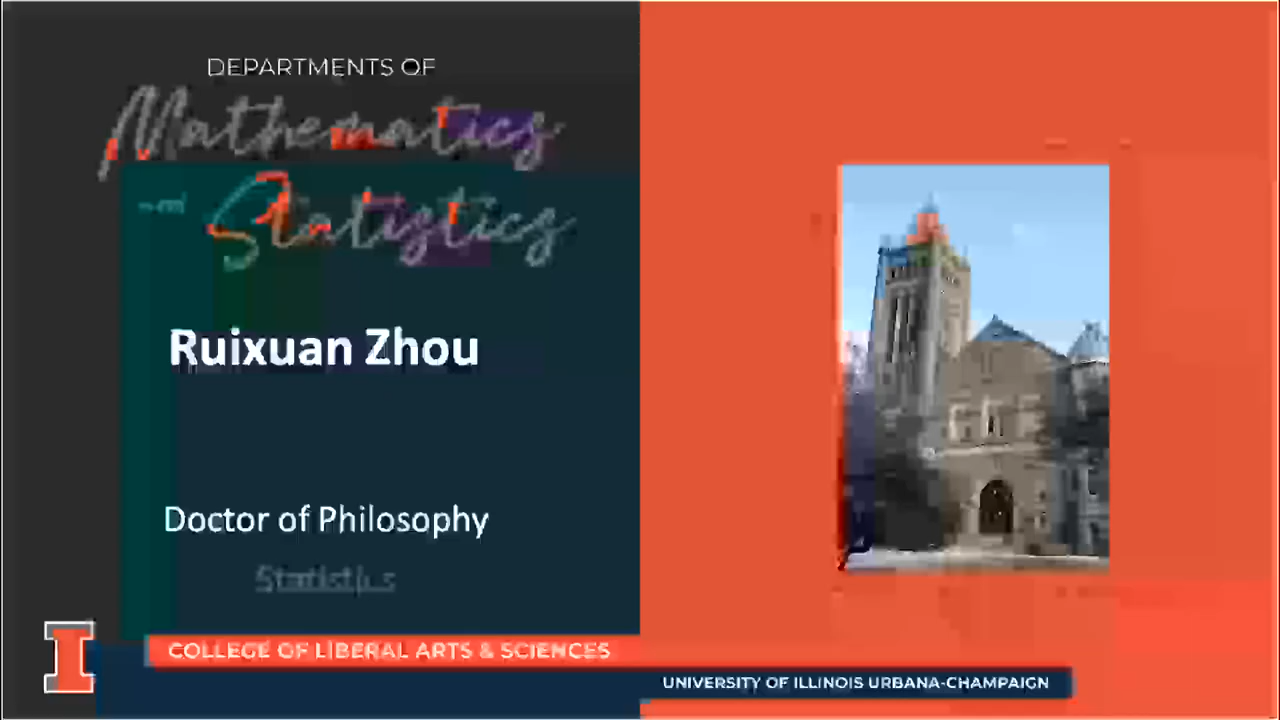 DEPARTMENTS OF
Mathematics
and Statistics
Ruixuan Zhou
Doctor of Philosophy
Statistics
COLLEGE OF LIBERAL ARTS & SCIENCES
UNIVERSITY OF ILLINOIS URBANA-CHAMPAIGN